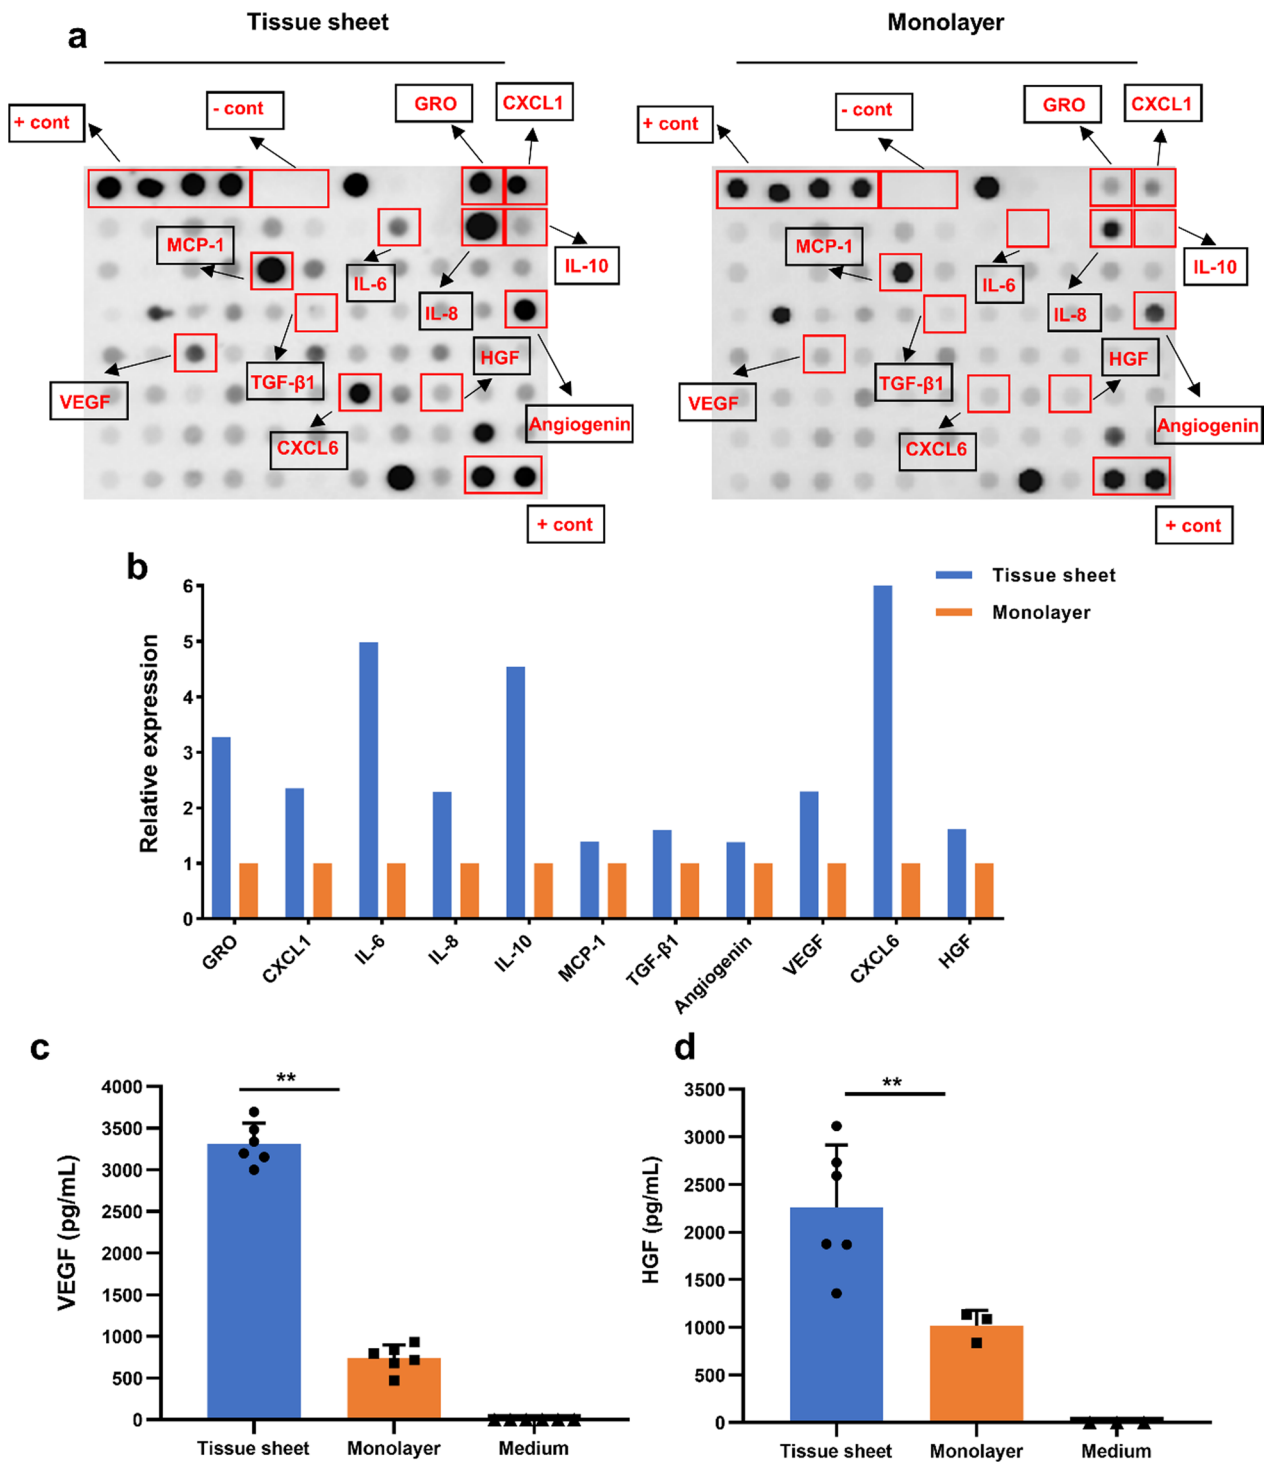 a
Tissue sheet
Monolayer
+ cont
- cont
GRO
CXCL1
+ cont
- cont
GRO
CXCL1
MCP-1
IL-6
IL-8
IL-10
TGF-β1
HGF
VEGF
CXCL6
Angiogenin
+ cont
MCP-1
IL-6
IL-8
IL-10
TGF-β1
HGF
VEGF
CXCL6
Angiogenin
+ cont
b
Tissue sheet
Monolayer
Relative expression
6
5
4
3
2
1
0
GRO
CXCL1
IL-6
IL-8
IL-10
MCP-1
TGF-β1
Angiogenin
VEGF
CXCL6
HGF
c
VEGF (pg/mL)
4000
3500
3000
2500
2000
1500
1000
500
0
**
Tissue sheet
Monolayer
Medium
d
HGF (pg/mL)
3500
3000
2500
2000
1500
1000
500
0
**
Tissue sheet
Monolayer
Medium